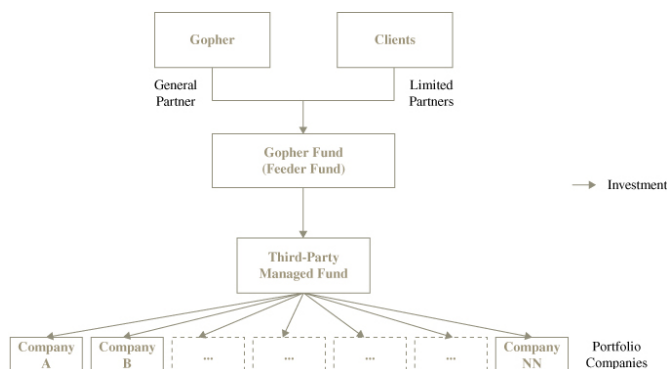 Gopher
Clients
General
Partner
Limited
Partners
Gopher Fund
(Feeder Fund)
Investment
Third-Party
Managed Fund
Company
A
Company
B
...
...
...
...
Company
NN
Portfolio
Companies